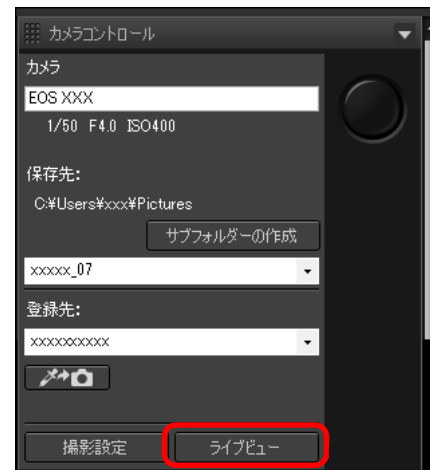 カメラコントロール
カメラ
EOS XXX
1/50 F4.0 ISO400
保存先:
C:¥Users¥xxx¥Pictures
サブフォルダーの作成
xxxxx_07
登録先:
xxxxxxxxxx
撮影設定 ライブビュー